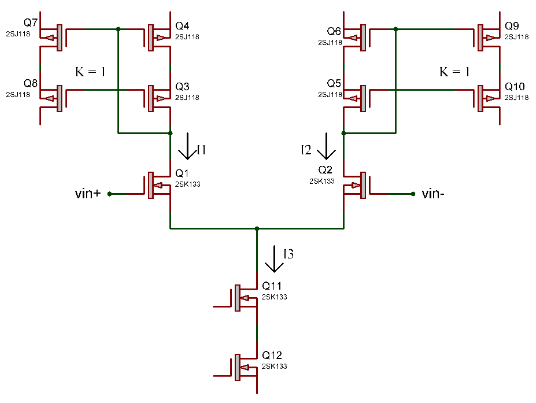 Q7
2SJ118
Q4
2SJ118
Q6
2SJ118
Q9
2SJ118
K = 1
K = 1
Q8
2SJ118
Q3
2SJ118
Q5
2SJ118
Q10
2SJ118
I1
I2
Q1
2SK133
Q2
2SK133
vin+
vin-
I3
Q11
2SK133
Q12
2SK133